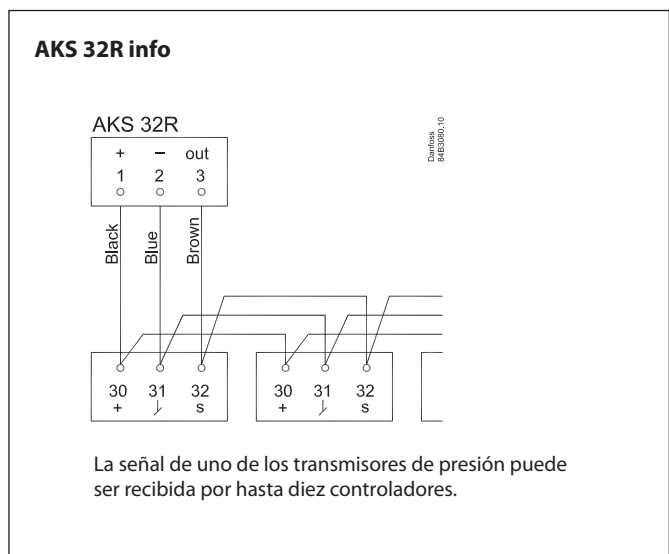 AKS 32R info
AKS 32R
Danfoss
84B3080.10
+ – out
1 2 3
Black
Blue
Brown
30 31 32
+ s
30 31 32
+ s
La señal de uno de los transmisores de presión puede
ser recibida por hasta diez controladores.